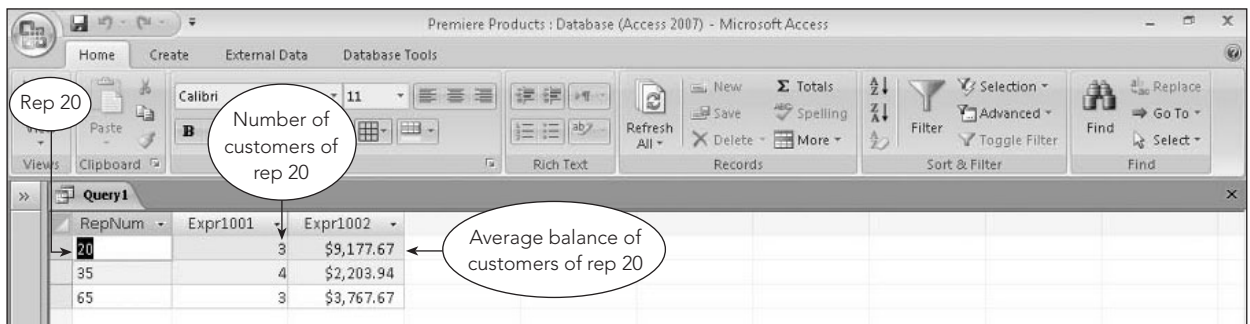 Premiere Products : Database (Access 2007) - Microsoft Access
Home Create External Data Database Tools
Rep 20
Paste
Calibri 11
B
Number of
customers of
rep 20
ab
Refresh
All
New
Save
Delete
Σ Totals
Spelling
More
Filter
Selection
Advanced
Toggle Filter
Find
Replace
Go To
Select
Views Clipboard Rich Text Records Sort & Filter Find
Query1
RepNum Expr1001 Expr1002
20 3 $9,177.67
35 4 $2,203.94
65 3 $3,767.67
Average balance of
customers of rep 20